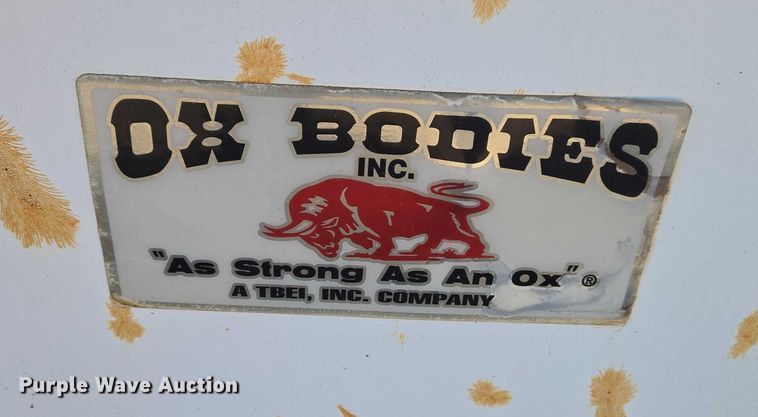 OX BODIES
INC.
"As Strong As An Ox"®
A TBEI, INC. COMPANY
Purple Wave Auction